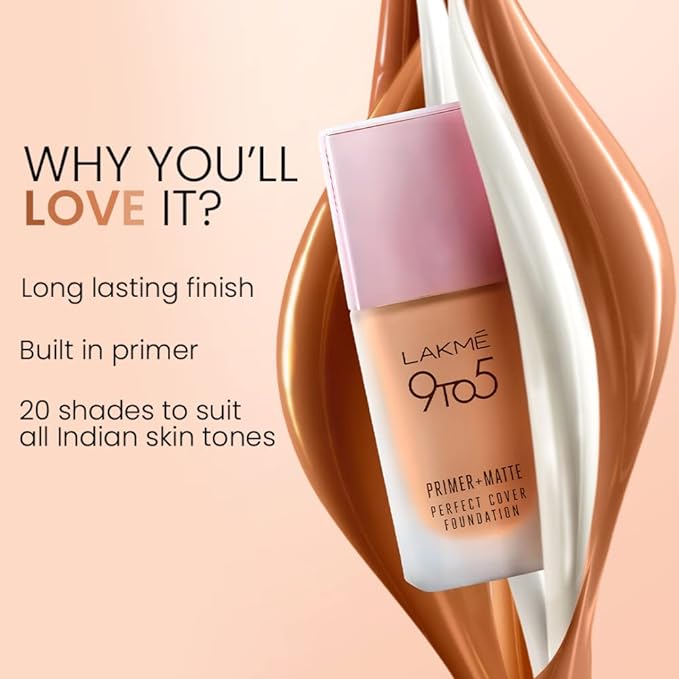 WHY YOU'LL
LOVE IT?
Long lasting finish
Built in primer
20 shades to suit
all Indian skin tones
LAKMÉ
9TO5
PRIMER+MATTE
PERFECT COVER
FOUNDATION